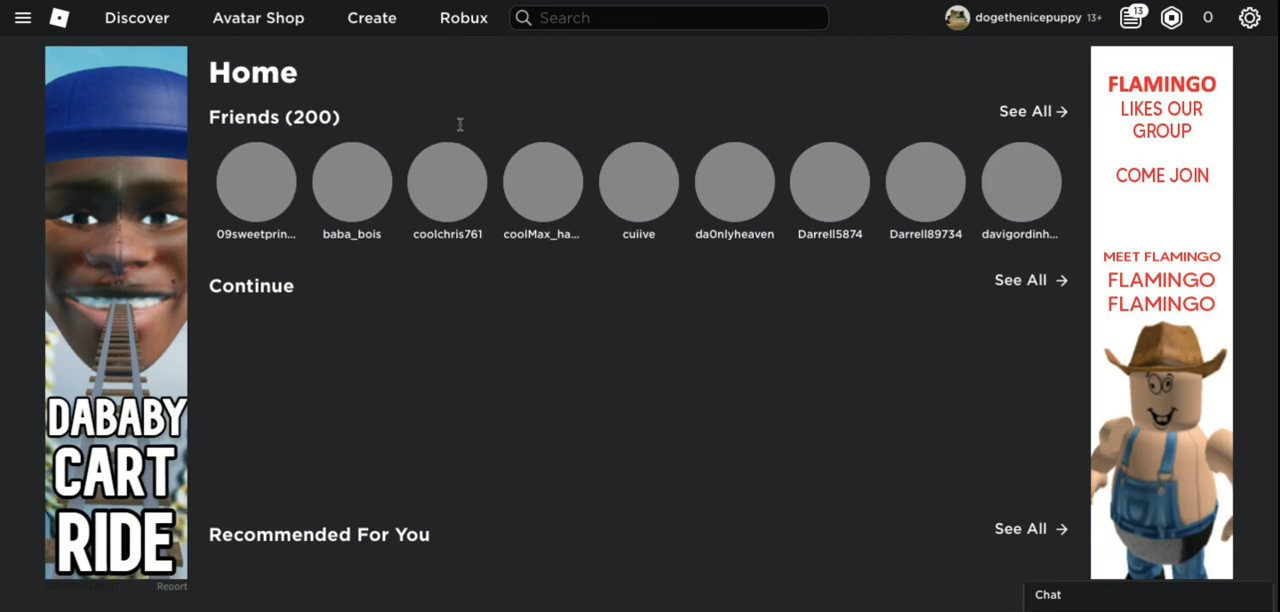 Discover
Avatar Shop
Create
Robux
Search
dogethenicepuppy 13+
13
0
Home
Friends (200)
See All →
09sweetprin...
baba_bois
coolchris761
coolMax_ha...
cuiive
da0nlyheaven
Darrell5874
Darrell89734
davigordinh...
Continue
See All →
Recommended For You
See All →
DABABY
CART
RIDE
Report
FLAMINGO
LIKES OUR
GROUP
COME JOIN
MEET FLAMINGO
FLAMINGO
FLAMINGO
Chat